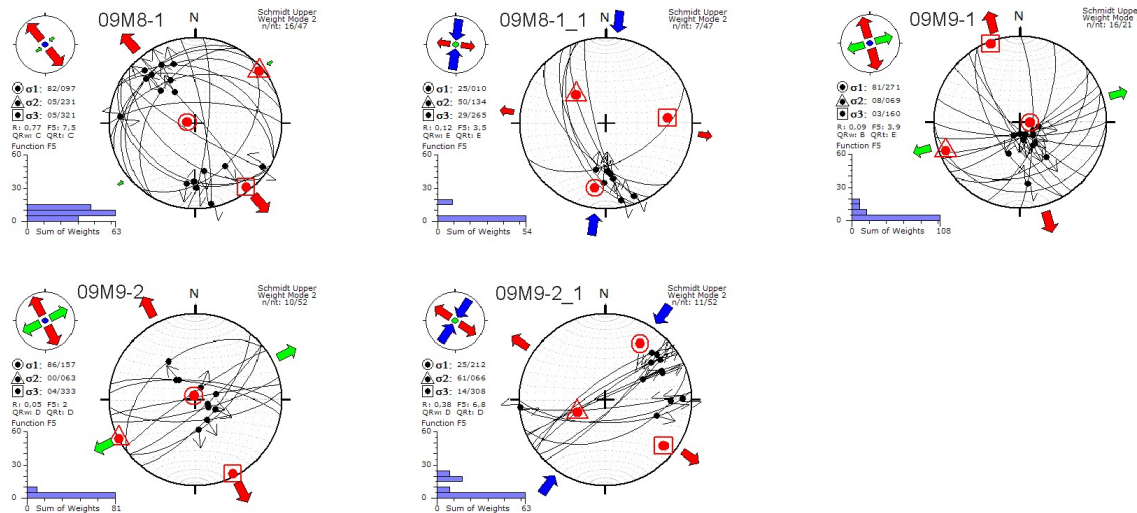 09M8-1
N
Schmidt Upper
Weight Mode 2
n/nt: 16/47
σ1: 82/097
σ2: 05/231
σ3: 05/321
R: 0,77 F5: 7,5
QRw: C QRt: C
Function F5
60
30
0
0 Sum of Weights 63
09M8-1_1
N
Schmidt Upper
Weight Mode 2
n/nt: 7/47
σ1: 25/010
σ2: 50/134
σ3: 29/265
R: 0,12 F5: 3,5
QRw: E QRt: E
Function F5
60
30
0
0 Sum of Weights 54
09M9-1
N
Schmidt Upper
Weight Mode 2
n/nt: 16/21
σ1: 81/271
σ2: 08/069
σ3: 03/160
R: 0,09 F5: 3,9
QRw: B QRt: E
Function F5
60
30
0
0 Sum of Weights 108
09M9-2
N
Schmidt Upper
Weight Mode 2
n/nt: 10/52
σ1: 86/157
σ2: 00/063
σ3: 04/333
R: 0,05 F5: 2
QRw: D QRt: D
Function F5
60
30
0
0 Sum of Weights 81
09M9-2_1
N
Schmidt Upper
Weight Mode 2
n/nt: 11/52
σ1: 25/212
σ2: 61/066
σ3: 14/308
R: 0,38 F5: 6,8
QRw: D QRt: D
Function F5
60
30
0
0 Sum of Weights 63